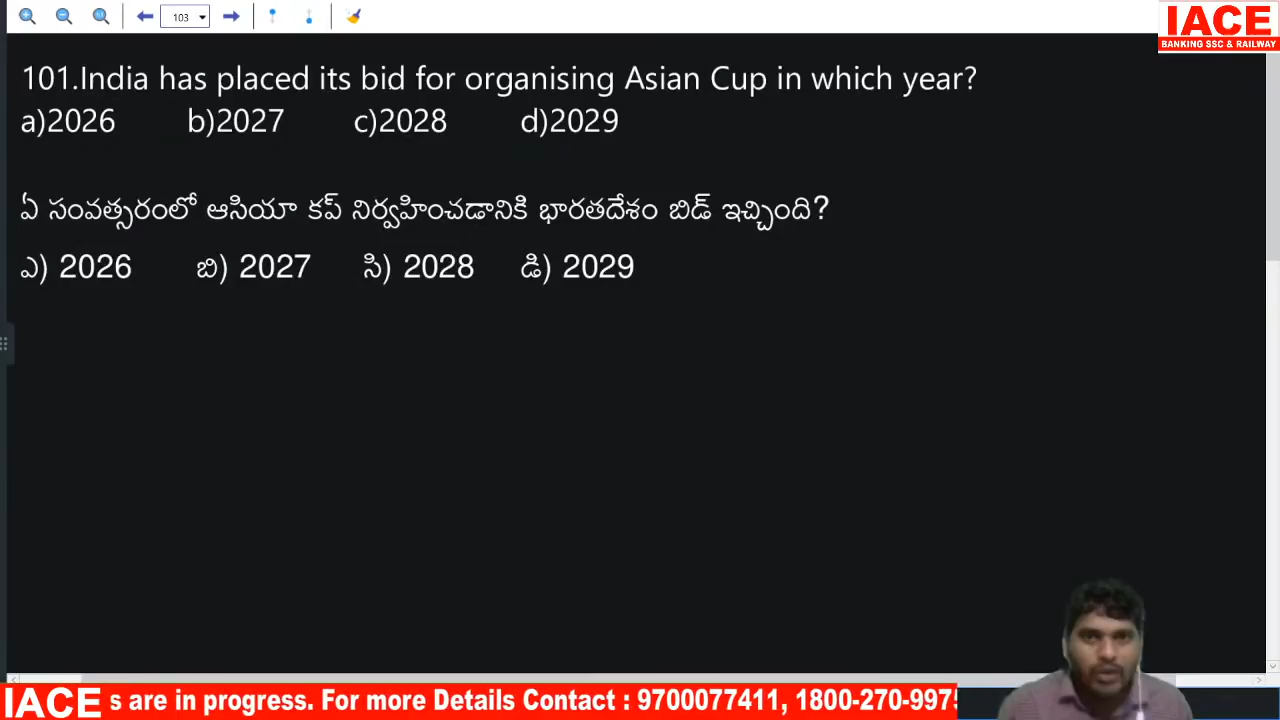 103
IACE
BANKING SSC & RAILWAY
101.India has placed its bid for organising Asian Cup in which year?
a)2026 b)2027 c)2028 d)2029
ఏ సంవత్సరంలో ఆసియా కప్ నిర్వహించడానికి భారతదేశం బిడ్ ఇచ్చింది?
ఎ) 2026 బి) 2027 సి) 2028 డి) 2029
IACE s are in progress. For more Details Contact : 9700077411, 1800-270-9975